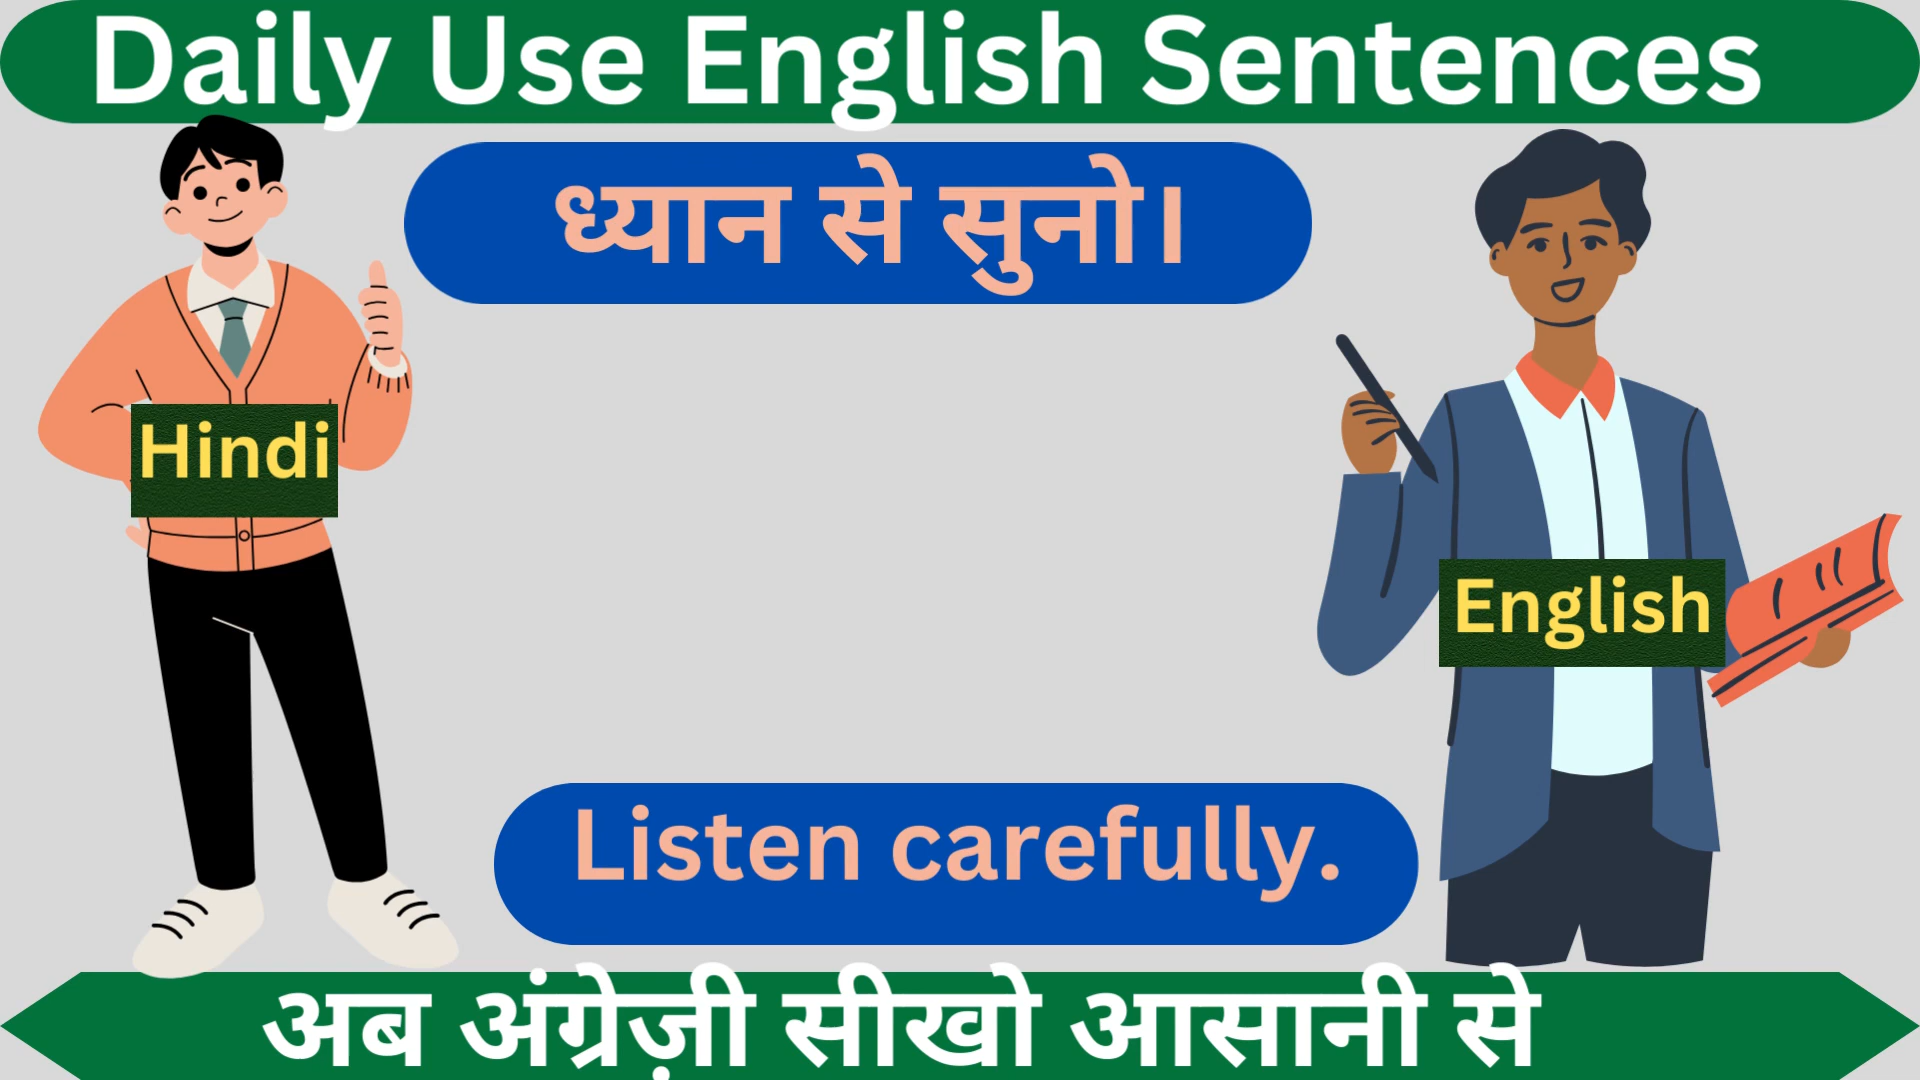 Daily Use English Sentences
ध्यान से सुनो।
Hindi
English
Listen carefully.
अब अंग्रेज़ी सीखो आसानी से